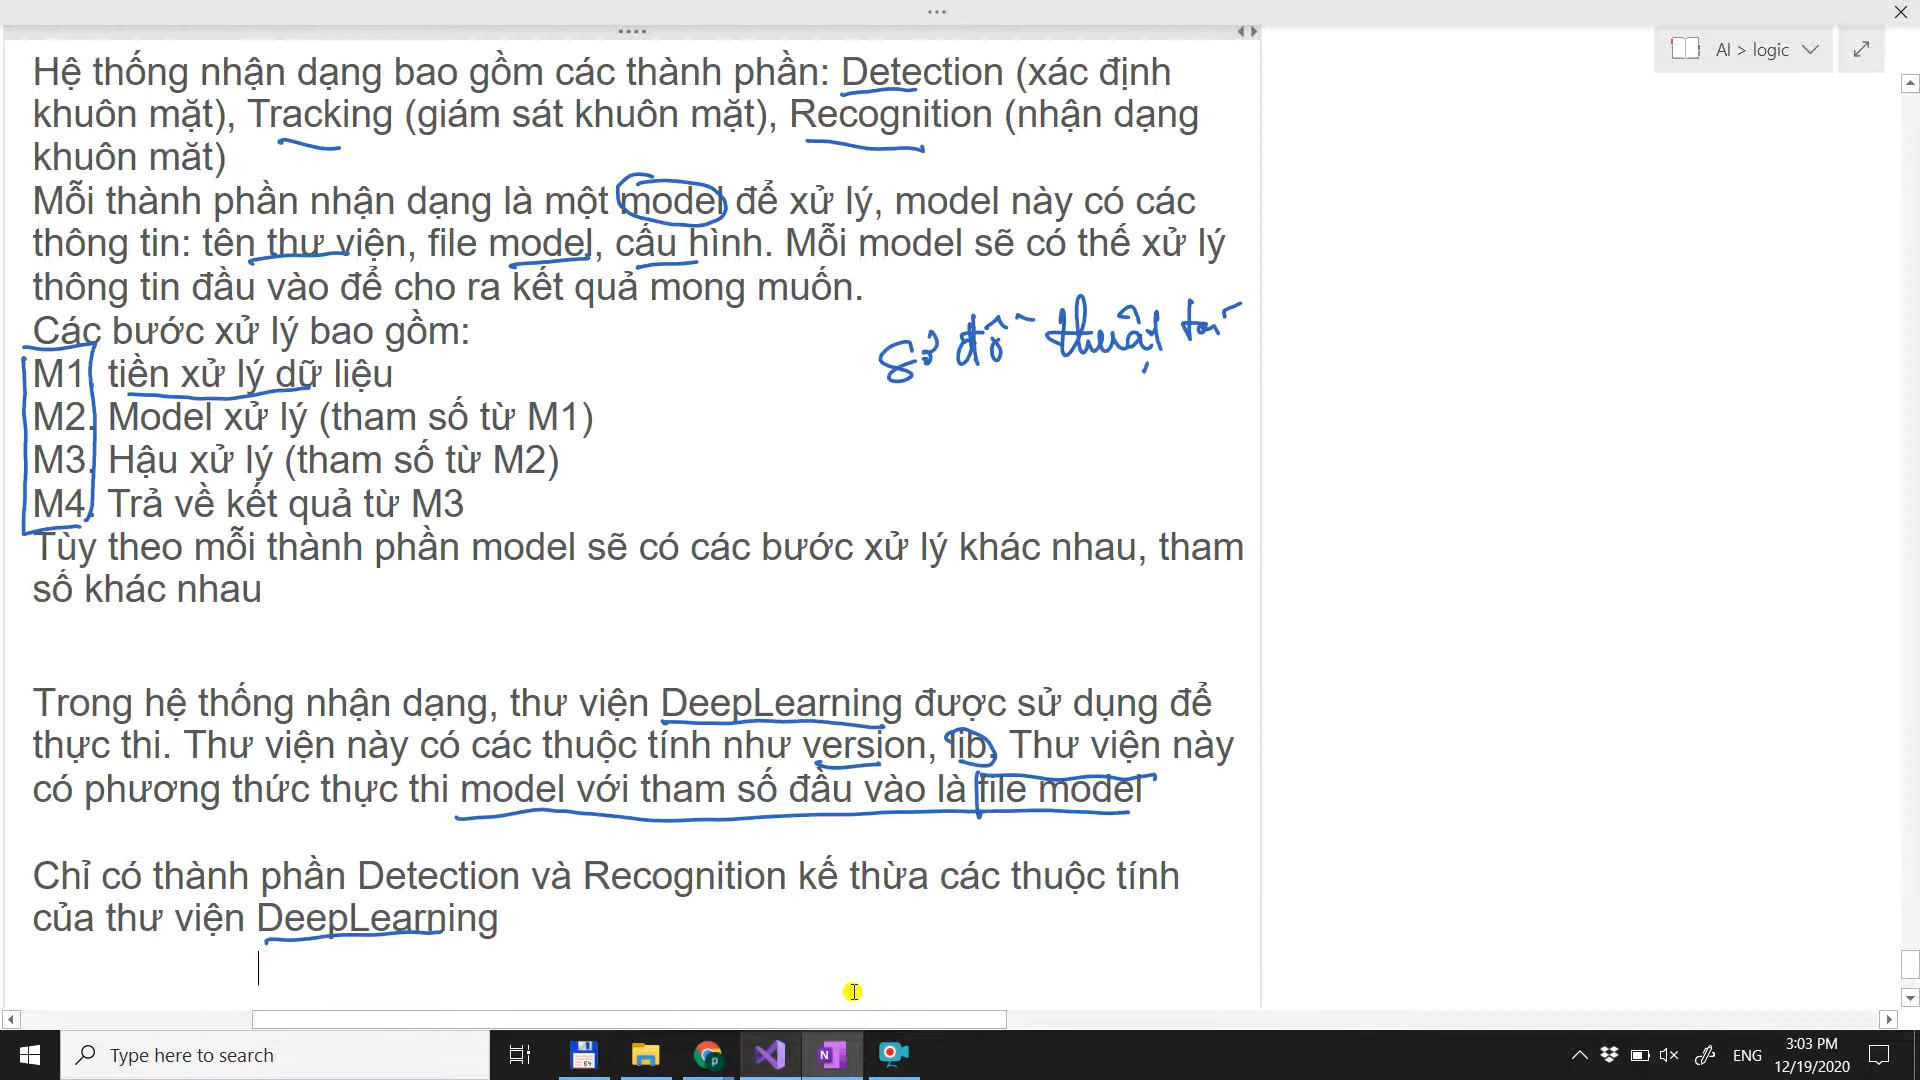 AI > logic
Hệ thống nhận dạng bao gồm các thành phần: Detection (xác định
khuôn mặt), Tracking (giám sát khuôn mặt), Recognition (nhận dạng
khuôn măt)
Mỗi thành phần nhận dạng là một model để xử lý, model này có các
thông tin: tên thư viện, file model, cấu hình. Mỗi model sẽ có thể xử lý
thông tin đầu vào để cho ra kết quả mong muốn.
Các bước xử lý bao gồm:
sơ đồ thuật
M1. tiền xử lý dữ liệu
M2. Model xử lý (tham số từ M1)
M3. Hậu xử lý (tham số từ M2)
M4. Trả về kết quả từ M3
Tùy theo mỗi thành phần model sẽ có các bước xử lý khác nhau, tham
số khác nhau
Trong hệ thống nhận dạng, thư viện DeepLearning được sử dụng để
thực thi. Thư viện này có các thuộc tính như version, lib. Thư viện này
có phương thức thực thi model với tham số đầu vào là file model
Chỉ có thành phần Detection và Recognition kế thừa các thuộc tính
của thư viện DeepLearning
Type here to search
ENG
3:03 PM
12/19/2020